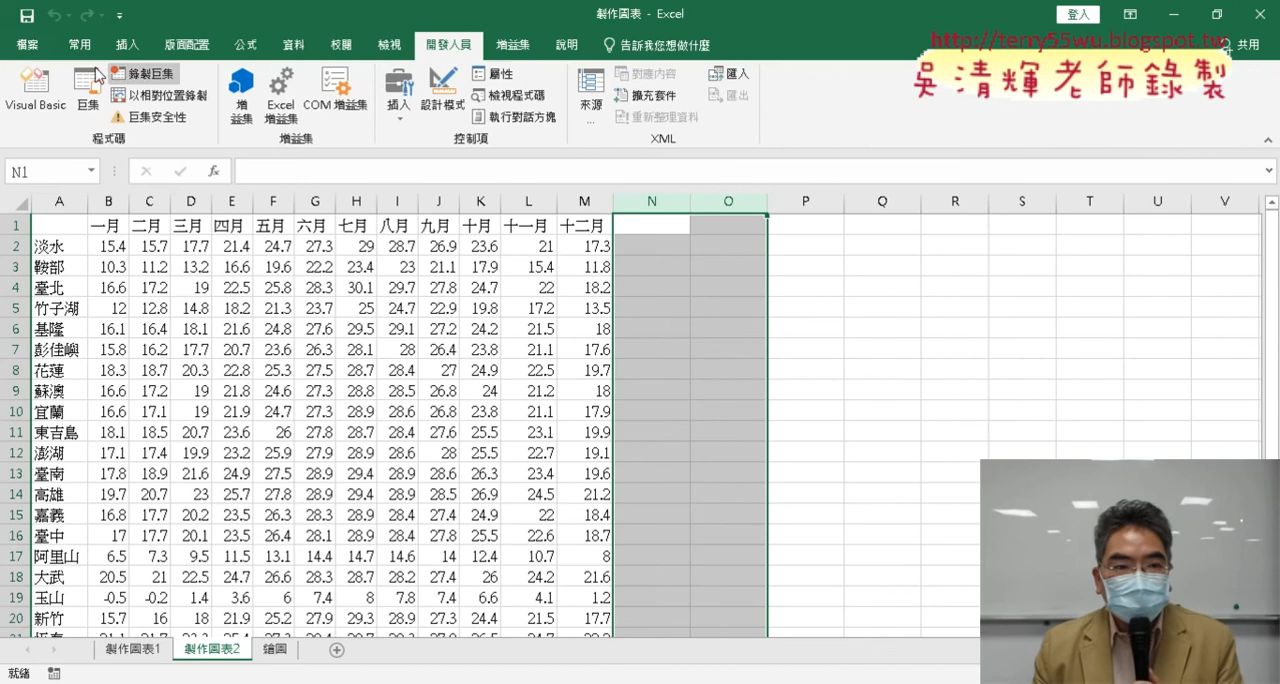 製作圖表 - Excel
登入
檔案 常用 插入 版面配置 公式 資料 校閱 檢視 開發人員 增益集 說明 告訴我您想做什麼 共用
http://terry55wu.blogspot.tw
吳清輝老師錄製
Visual Basic 巨集 錄製巨集 以相對位置錄製 巨集安全性
程式碼
增益集 Excel 增益集 COM 增益集
增益集
插入 設計模式 屬性 檢視程式碼 執行對話方塊
控制項
來源... 對應內容 擴充套件 重新整理資料 匯入 匯出
XML
N1 fx
A B C D E F G H I J K L M N O P Q R S T U V
1 一月 二月 三月 四月 五月 六月 七月 八月 九月 十月 十一月 十二月
2 淡水 15.4 15.7 17.7 21.4 24.7 27.3 29 28.7 26.9 23.6 21 17.3
3 鞍部 10.3 11.2 13.2 16.6 19.6 22.2 23.4 23 21.1 17.9 15.4 11.8
4 臺北 16.6 17.2 19 22.5 25.8 28.3 30.1 29.7 27.8 24.7 22 18.2
5 竹子湖 12 12.8 14.8 18.2 21.3 23.7 25 24.7 22.9 19.8 17.2 13.5
6 基隆 16.1 16.4 18.1 21.6 24.8 27.6 29.5 29.1 27.2 24.2 21.5 18
7 彭佳嶼 15.8 16.2 17.7 20.7 23.6 26.3 28.1 28 26.4 23.8 21.1 17.6
8 花蓮 18.3 18.7 20.3 22.8 25.3 27.5 28.7 28.4 27 24.9 22.5 19.7
9 蘇澳 16.6 17.2 19 21.8 24.6 27.3 28.8 28.5 26.8 24 21.2 18
10 宜蘭 16.6 17.1 19 21.9 24.7 27.3 28.9 28.6 26.8 23.8 21.1 17.9
11 東吉島 18.1 18.5 20.7 23.6 26 27.8 28.7 28.4 27.6 25.5 23.1 19.9
12 澎湖 17.1 17.4 19.9 23.2 25.9 27.9 28.9 28.6 28 25.5 22.7 19.1
13 臺南 17.8 18.9 21.6 24.9 27.5 28.9 29.4 28.9 28.6 26.3 23.4 19.6
14 高雄 19.7 20.7 23 25.7 27.8 28.9 29.4 28.9 28.5 26.9 24.5 21.2
15 嘉義 16.8 17.7 20.2 23.5 26.3 28.3 28.9 28.4 27.4 24.9 22 18.4
16 臺中 17 17.7 20.1 23.5 26.4 28.1 28.9 28.4 27.8 25.5 22.6 18.7
17 阿里山 6.5 7.3 9.5 11.5 13.1 14.4 14.7 14.6 14 12.4 10.7 8
18 大武 20.5 21 22.5 24.7 26.6 28.3 28.7 28.2 27.4 26 24.2 21.6
19 玉山 -0.5 -0.2 1.4 3.6 6 7.4 8 7.8 7.4 6.6 4.1 1.2
20 新竹 15.7 16 18 21.9 25.2 27.9 29.3 28.9 27.3 24.4 21.5 17.7
製作圖表1 製作圖表2 繪圖
就緒